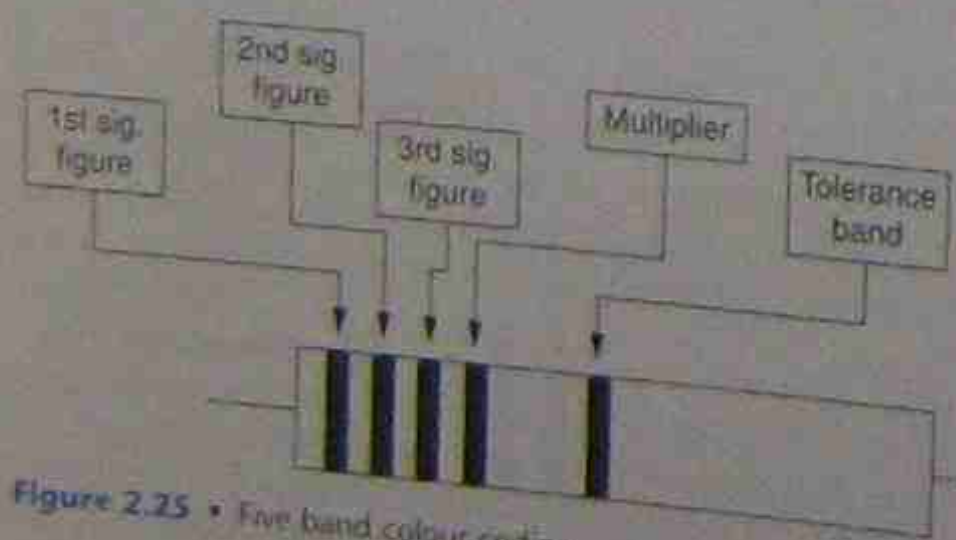 1st sig.
figure
2nd sig.
figure
3rd sig.
figure
Multiplier
Tolerance
band
Figure 2.25 • Five band colour